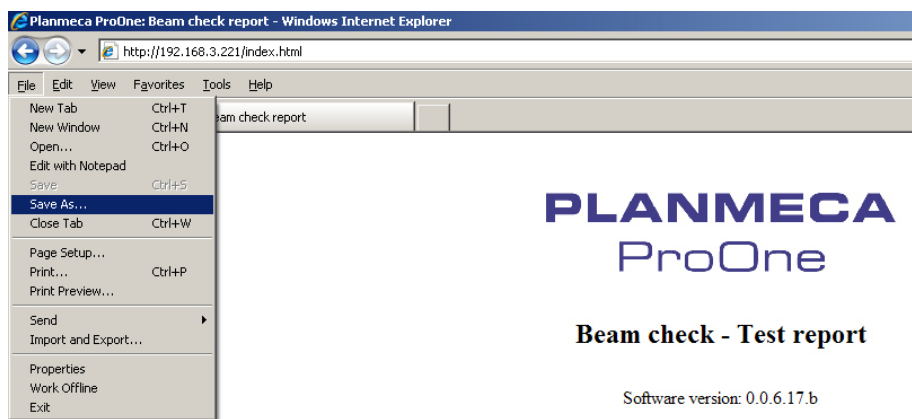 Planmeca ProOne: Beam check report - Windows Internet Explorer
http://192.168.3.221/index.html
File Edit View Favorites Tools Help
New Tab Ctrl+T
eam check report
New Window Ctrl+N
Open... Ctrl+O
Edit with Notepad
Save Ctrl+S
Save As...
Close Tab Ctrl+W
Page Setup...
Print... Ctrl+P
Print Preview...
Send
Import and Export...
Properties
Work Offline
Exit
PLANMECA
ProOne
Beam check - Test report
Software version: 0.0.6.17.b